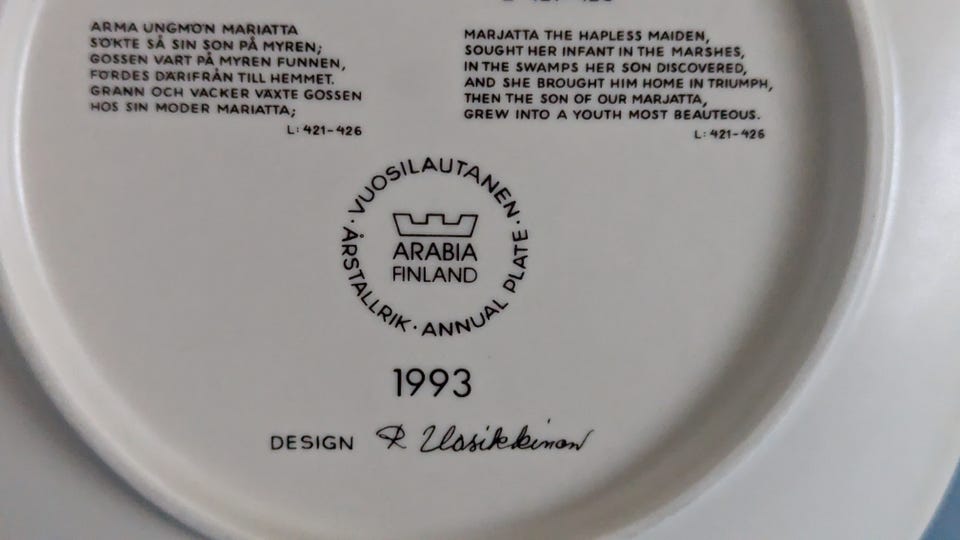 ARMA UNGMÖN MARIATTA
SÖKTE SÅ SIN SON PÅ MYREN;
GOSSEN VART PÅ MYREN FUNNEN,
FÖRDES DÄRIFRÅN TILL HEMMET.
GRANN OCH VACKER VÄXTE GOSSEN
HOS SIN MODER MARIATTA;
L: 421-426
MARJATTA THE HAPLESS MAIDEN,
SOUGHT HER INFANT IN THE MARSHES,
IN THE SWAMPS HER SON DISCOVERED,
AND SHE BROUGHT HIM HOME IN TRIUMPH,
THEN THE SON OF OUR MARJATTA,
GREW INTO A YOUTH MOST BEAUTEOUS.
L: 421-426
· VUOSILAUTANEN ·
ÅRSTALLRIK · ANNUAL PLATE
ARABIA
FINLAND
1993
DESIGN R Uosikkinen